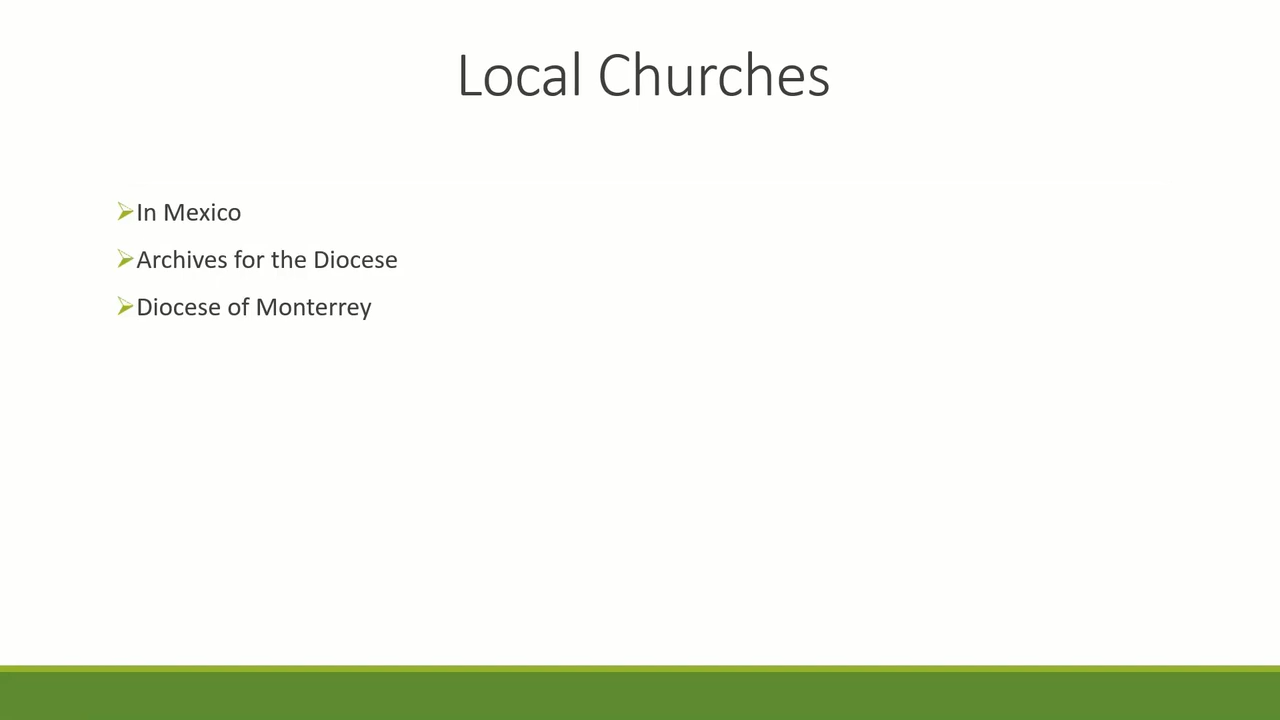 Local Churches
In Mexico
Archives for the Diocese
Diocese of Monterrey